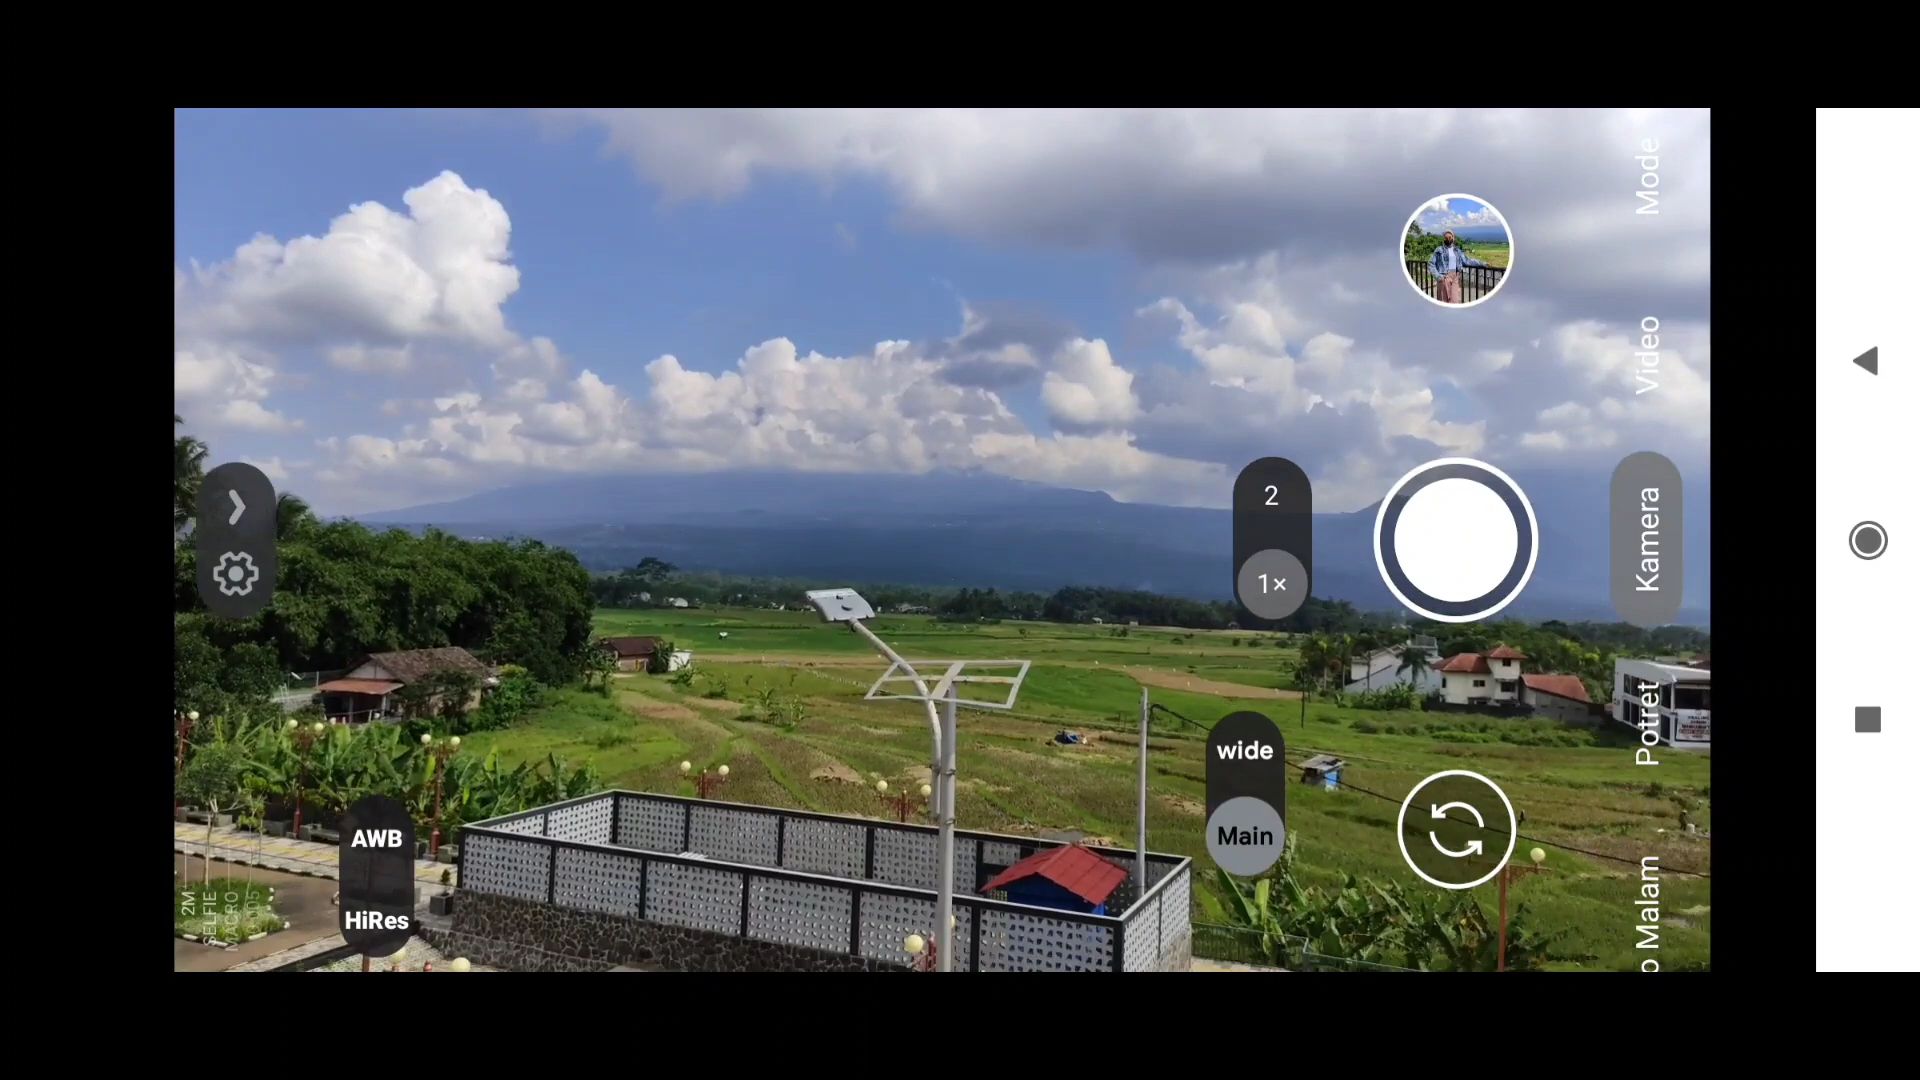 Mode
Video
2
Kamera
1×
wide
Potret
Main
AWB
HiRes
o Malam
2M
SELFIE
MACRO